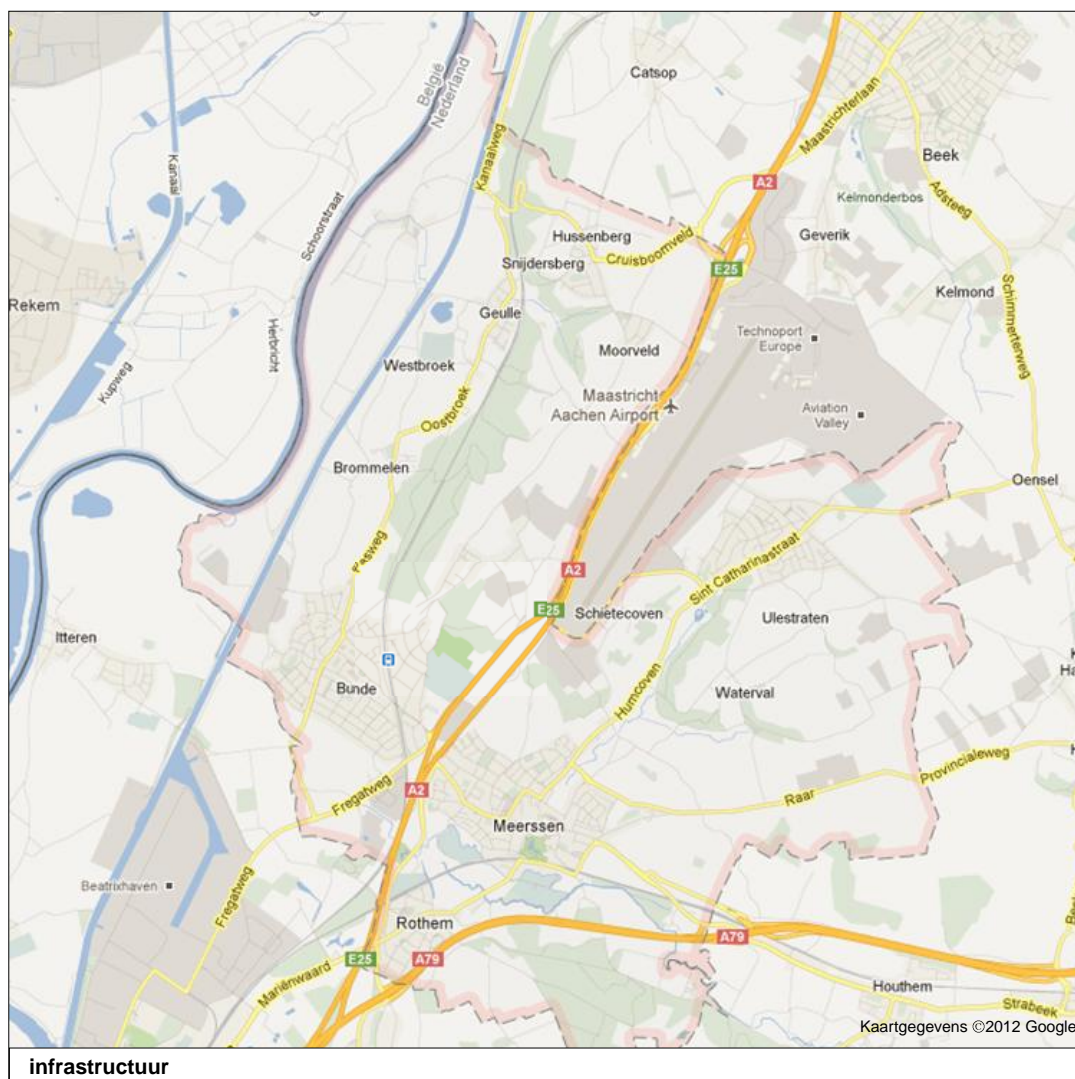 Catsop
België
Nederland
Maastrichterlaan
Beek
Kanaal
Kanaalweg
A2
Kelmonderbos
Adsteeg
Schoorstraat
Hussenberg
Cruisboomveld
Geverik
Snijdersberg
E25
Kelmond
Rekem
Geulle
Schimmerterweg
Technoport
Europe
Herbricht
Moorveld
Westbroek
Kupweg
Maastricht
Aachen Airport
Aviation
Valley
Oostbroek
Brommelen
Oensel
Pasweg
Sint Catharinastraat
A2
E25
Schietecoven
Ulestraten
Itteren
Bunde
Humcoven
Waterval
Provincialeweg
Fregatweg
A2
Raar
Meerssen
Beatrixhaven
Fregatweg
Rothem
A79
E25
A79
Mariënwaard
Houthem
Strabeek
Kaartgegevens ©2012 Google
infrastructuur